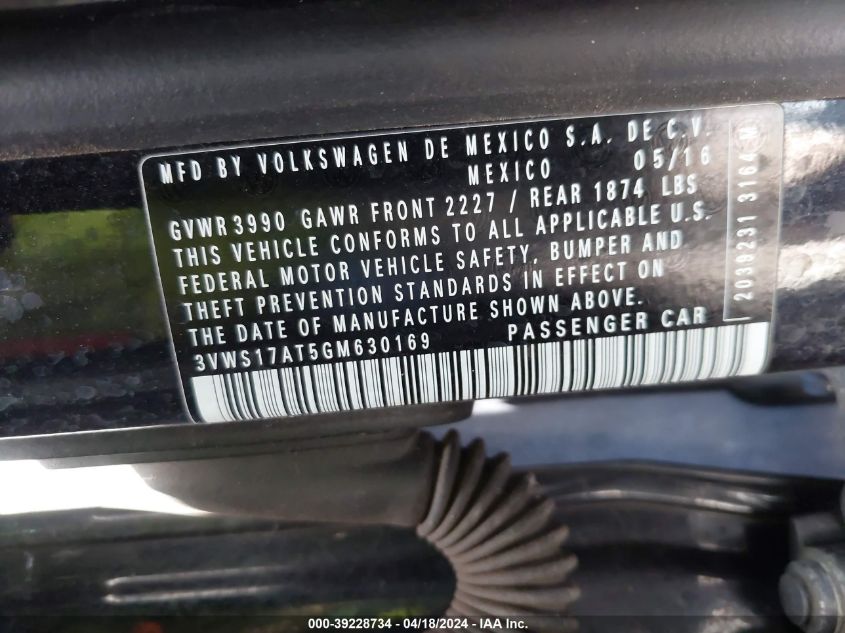 MFD BY VOLKSWAGEN DE MEXICO S.A. DE C.V.
MEXICO 05/16
GVWR 3990 GAWR FRONT 2227 / REAR 1874 LBS
THIS VEHICLE CONFORMS TO ALL APPLICABLE U.S.
FEDERAL MOTOR VEHICLE SAFETY, BUMPER AND
THEFT PREVENTION STANDARDS IN EFFECT ON
THE DATE OF MANUFACTURE SHOWN ABOVE.
3VWS17AT5GM630169 PASSENGER CAR
2039231 3164 M
000-39228734 - 04/18/2024 - IAA Inc.